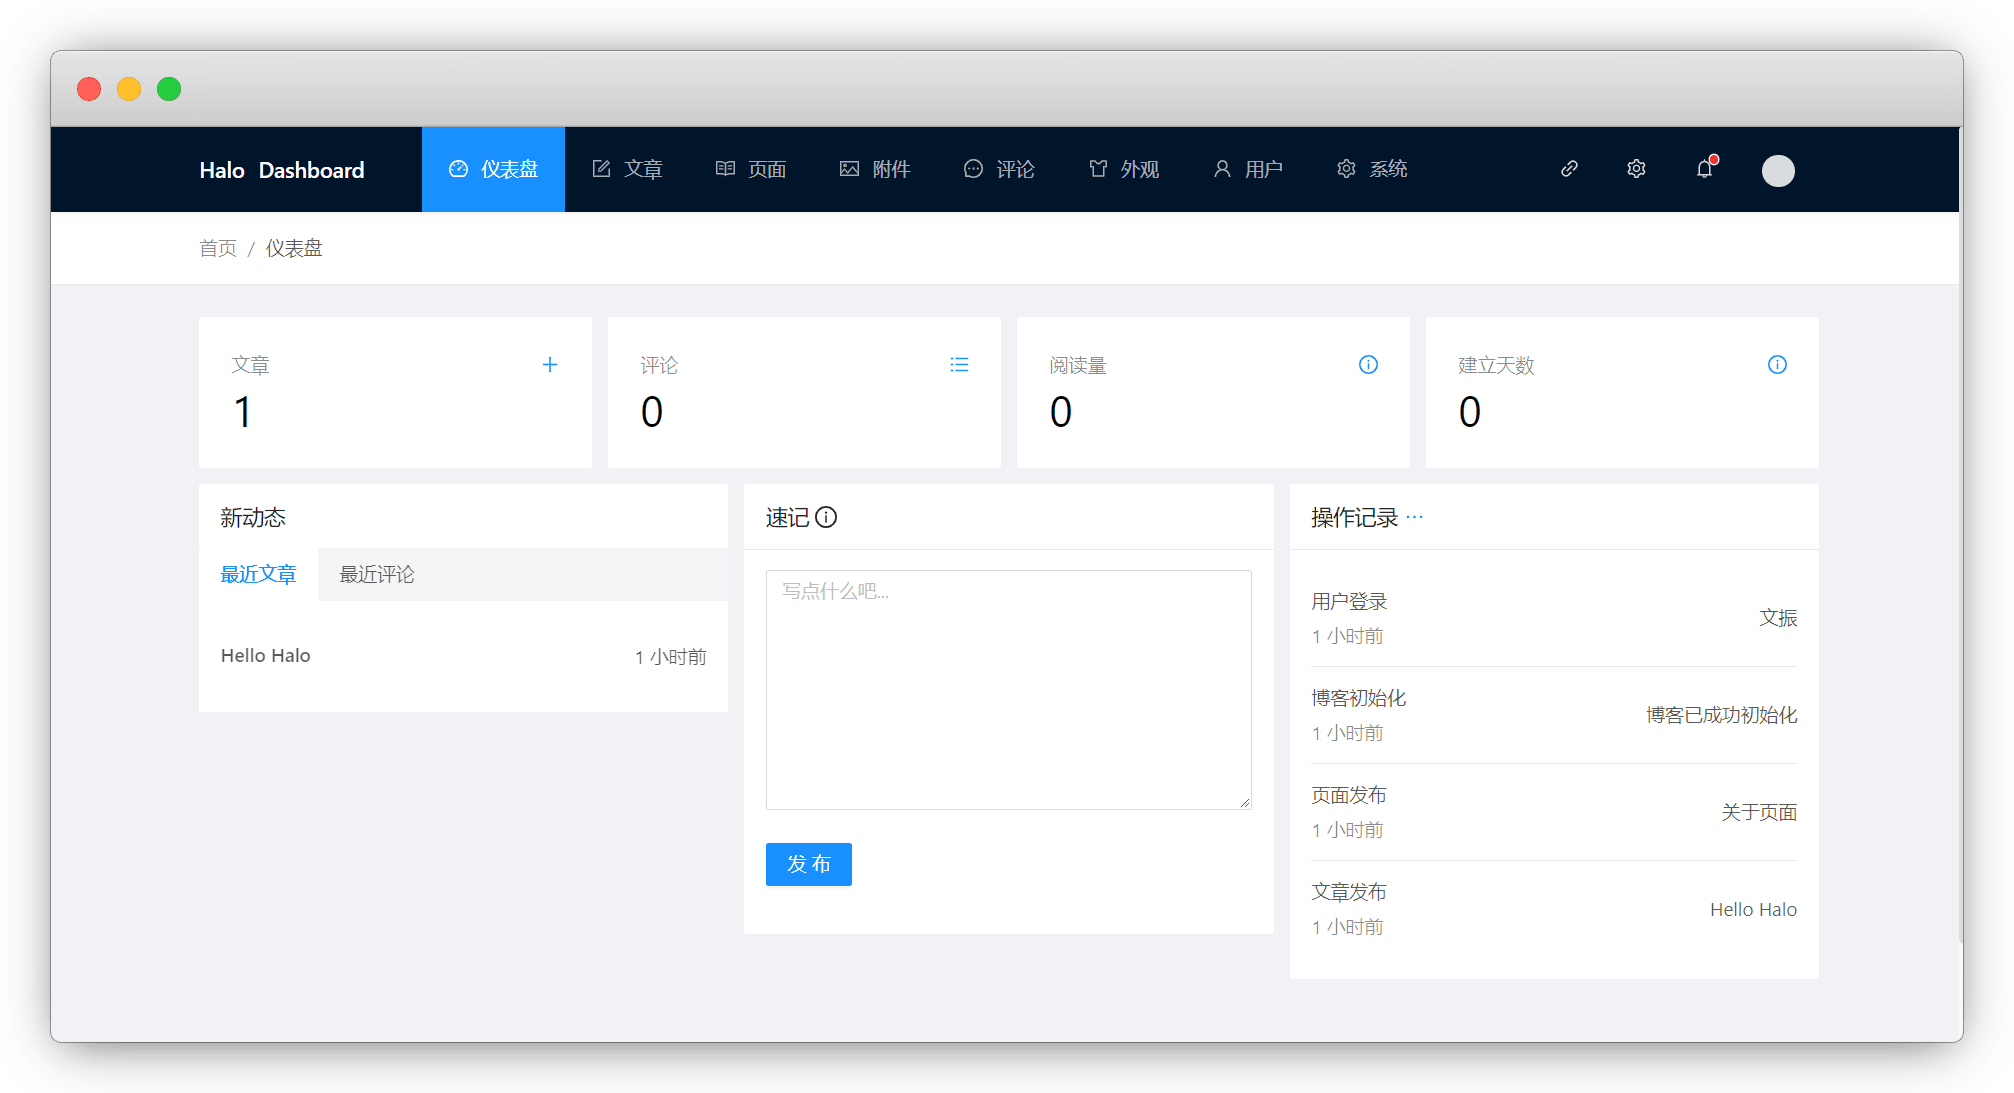 Halo Dashboard 仪表盘 文章 页面 附件 评论 外观 用户 系统
首页 / 仪表盘
文章
1
评论
0
阅读量
0
建立天数
0
新动态
最近文章 最近评论
Hello Halo 1 小时前
速记
写点什么吧...
发 布
操作记录
用户登录
1 小时前
文振
博客初始化
1 小时前
博客已成功初始化
页面发布
1 小时前
关于页面
文章发布
1 小时前
Hello Halo